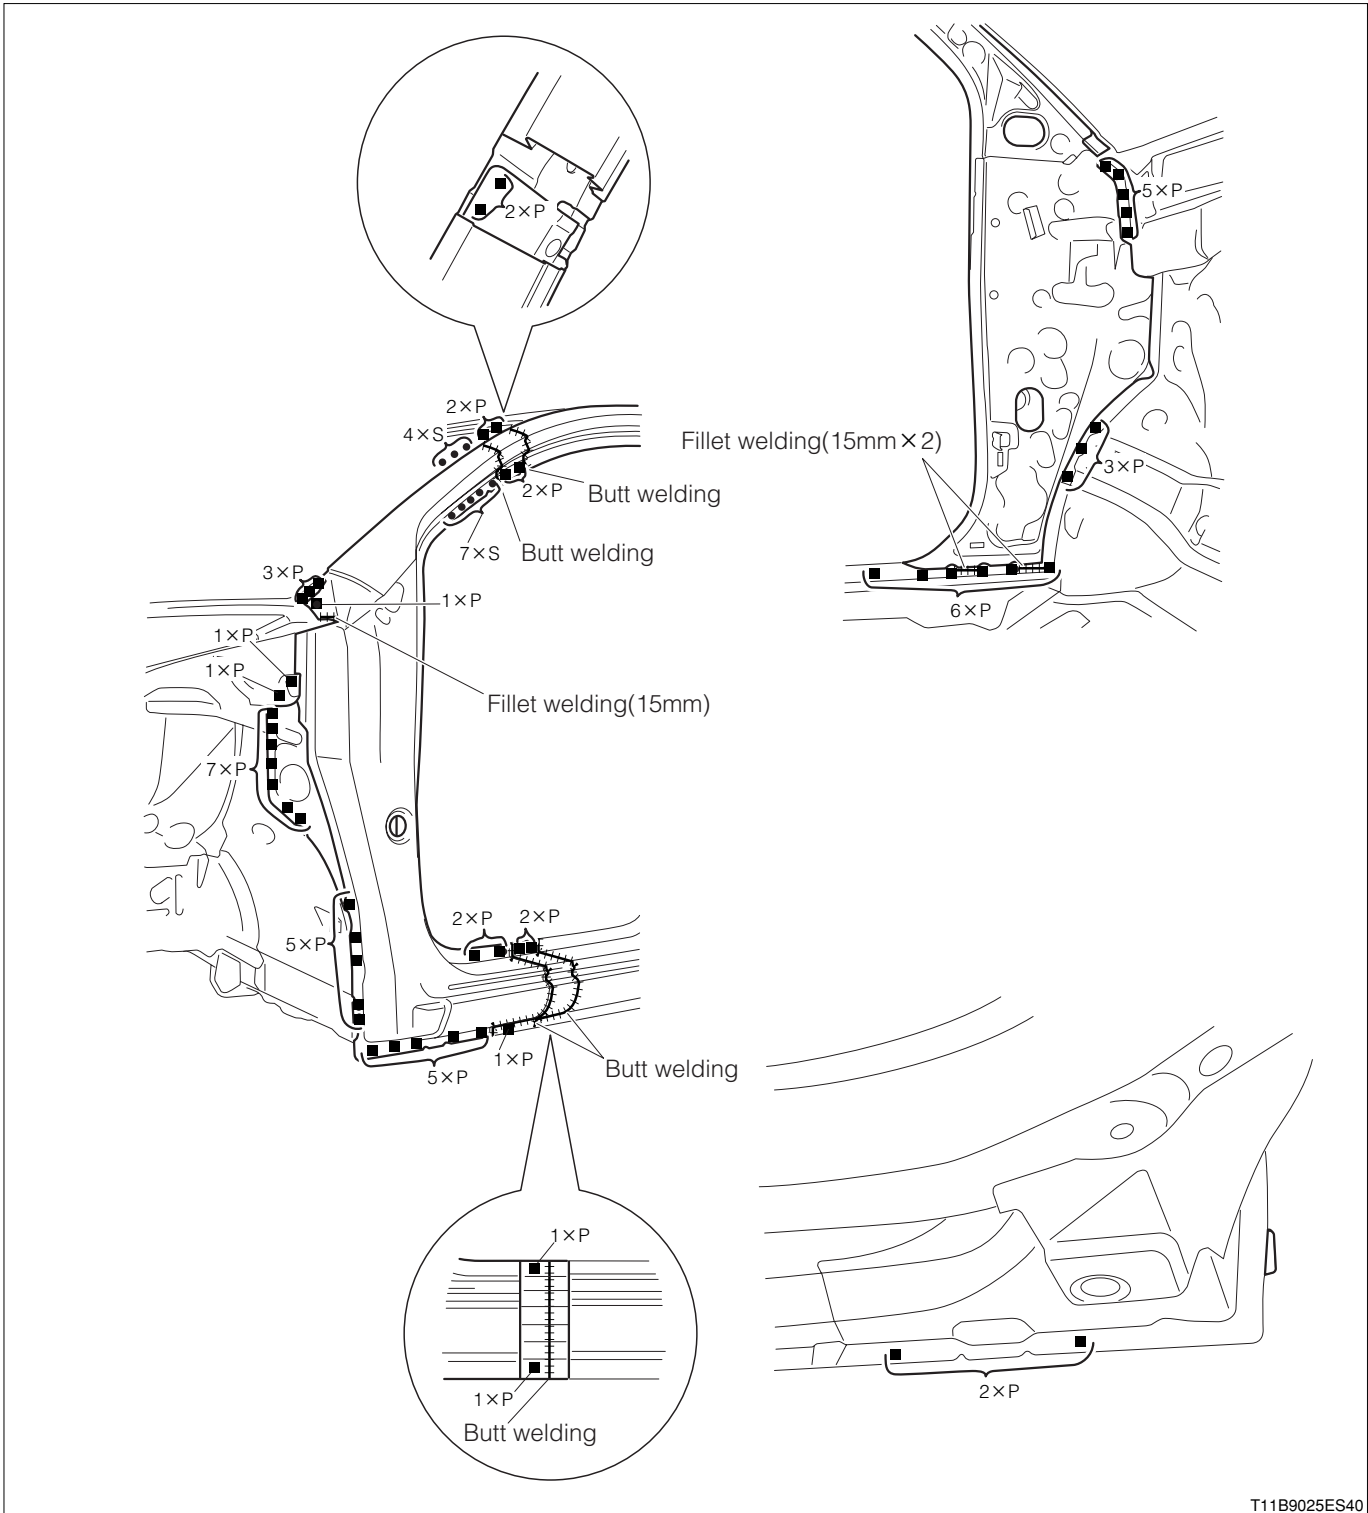 2×P
5×P
2×P
4×S
Fillet welding(15mm×2)
3×P
2×P
Butt welding
7×S
Butt welding
3×P
1×P
6×P
1×P
1×P
Fillet welding(15mm)
7×P
2×P
2×P
5×P
1×P
Butt welding
5×P
1×P
1×P
Butt welding
2×P
T11B9025ES40